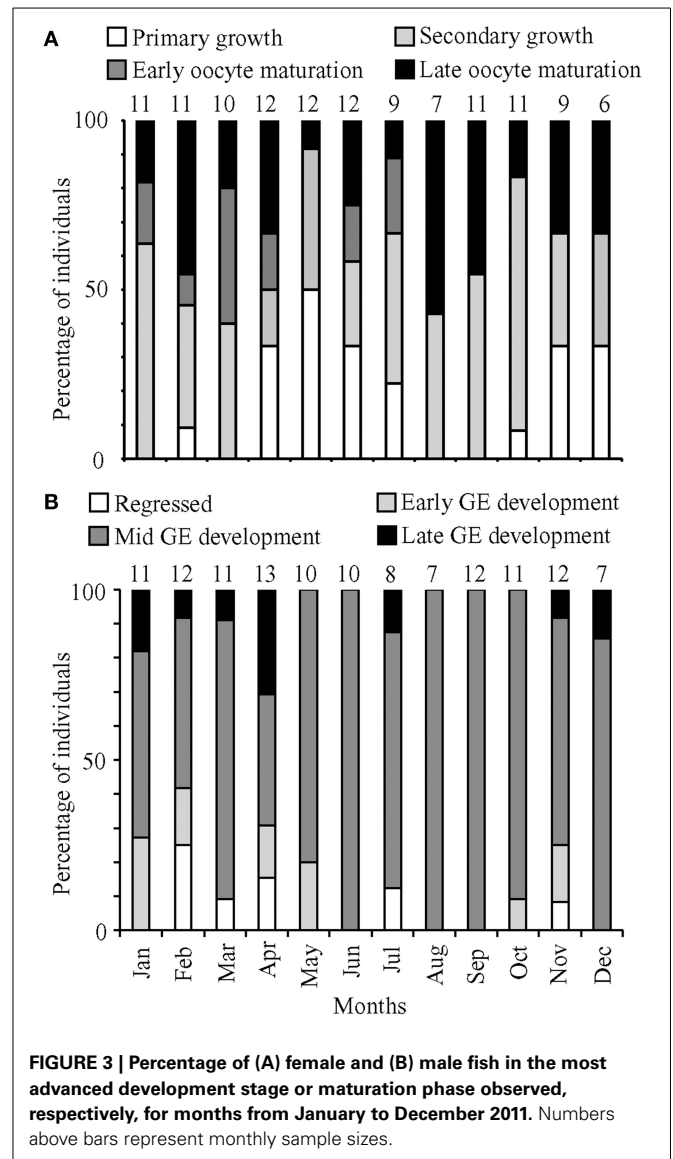 A
Primary growth Secondary growth
Early oocyte maturation Late oocyte maturation
11 11 10 12 12 12 9 7 11 11 9 6
100
50
0
Percentage of individuals
B
Regressed Early GE development
Mid GE development Late GE development
11 12 11 13 10 10 8 7 12 11 12 7
100
50
0
Percentage of individuals
Jan Feb Mar Apr May Jun Jul Aug Sep Oct Nov Dec
Months
FIGURE 3 | Percentage of (A) female and (B) male fish in the most
advanced development stage or maturation phase observed,
respectively, for months from January to December 2011. Numbers
above bars represent monthly sample sizes.